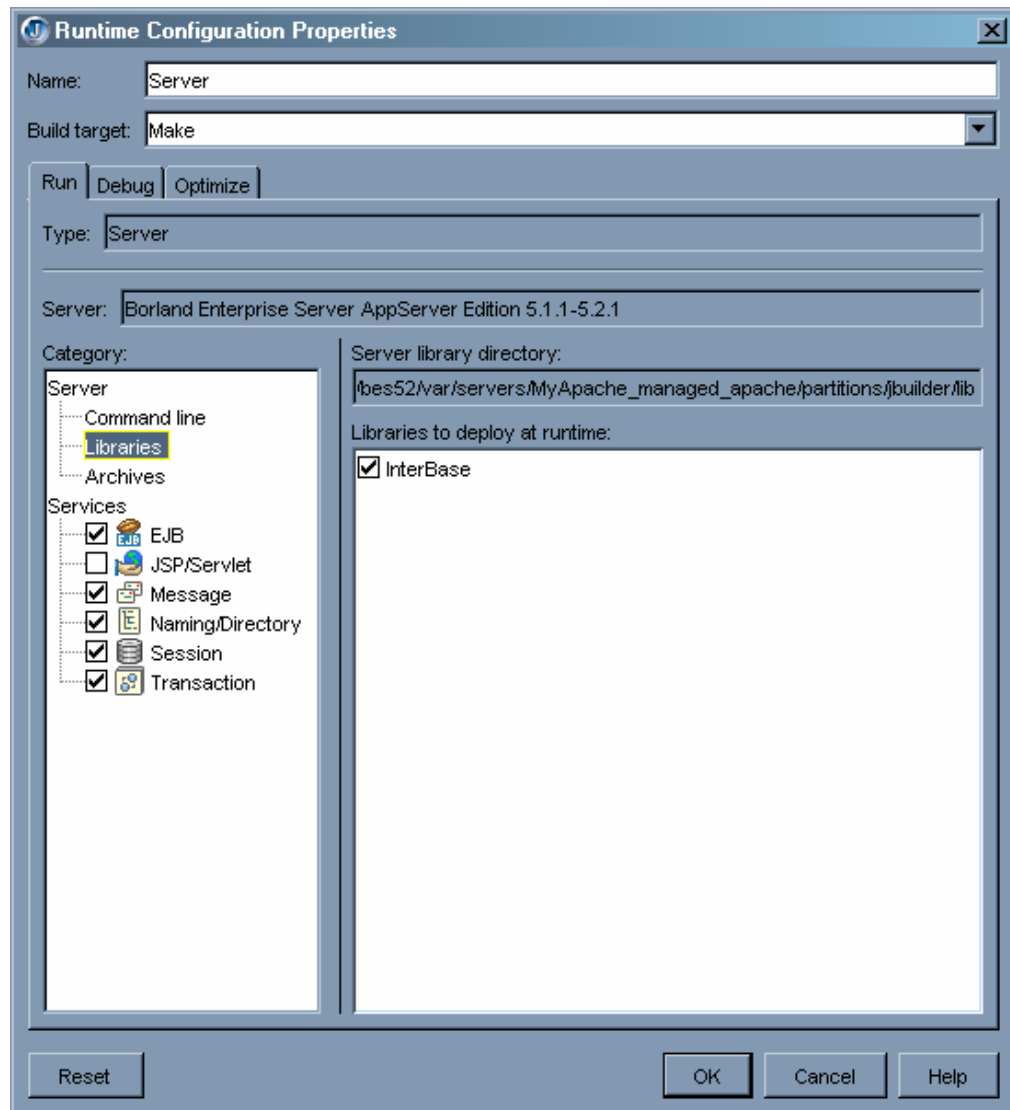 Runtime Configuration Properties
Name: Server
Build target: Make
Run Debug Optimize
Type: Server
Server: Borland Enterprise Server AppServer Edition 5.1.1-5.2.1
Category:
Server
Command line
Libraries
Archives
Services
EJB
JSP/Servlet
Message
Naming/Directory
Session
Transaction
Server library directory:
/bes52/var/servers/MyApache_managed_apache/partitions/jbuilder/lib
Libraries to deploy at runtime:
InterBase
Reset OK Cancel Help